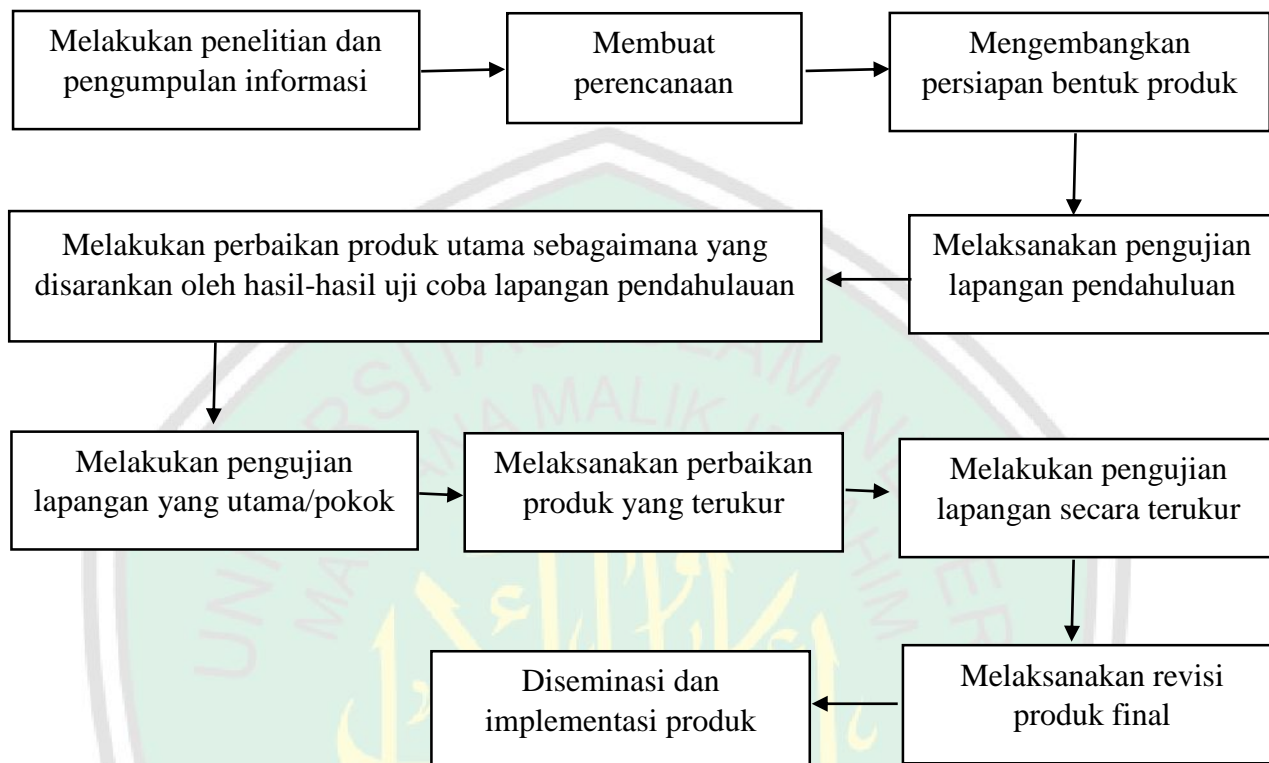 Melakukan penelitian dan
pengumpulan informasi
Membuat
perencanaan
Mengembangkan
persiapan bentuk produk
Melaksanakan pengujian
lapangan pendahuluan
Melakukan perbaikan produk utama sebagaimana yang
disarankan oleh hasil-hasil uji coba lapangan pendahulauan
Melakukan pengujian
lapangan yang utama/pokok
Melaksanakan perbaikan
produk yang terukur
Melakukan pengujian
lapangan secara terukur
Melaksanakan revisi
produk final
Diseminasi dan
implementasi produk